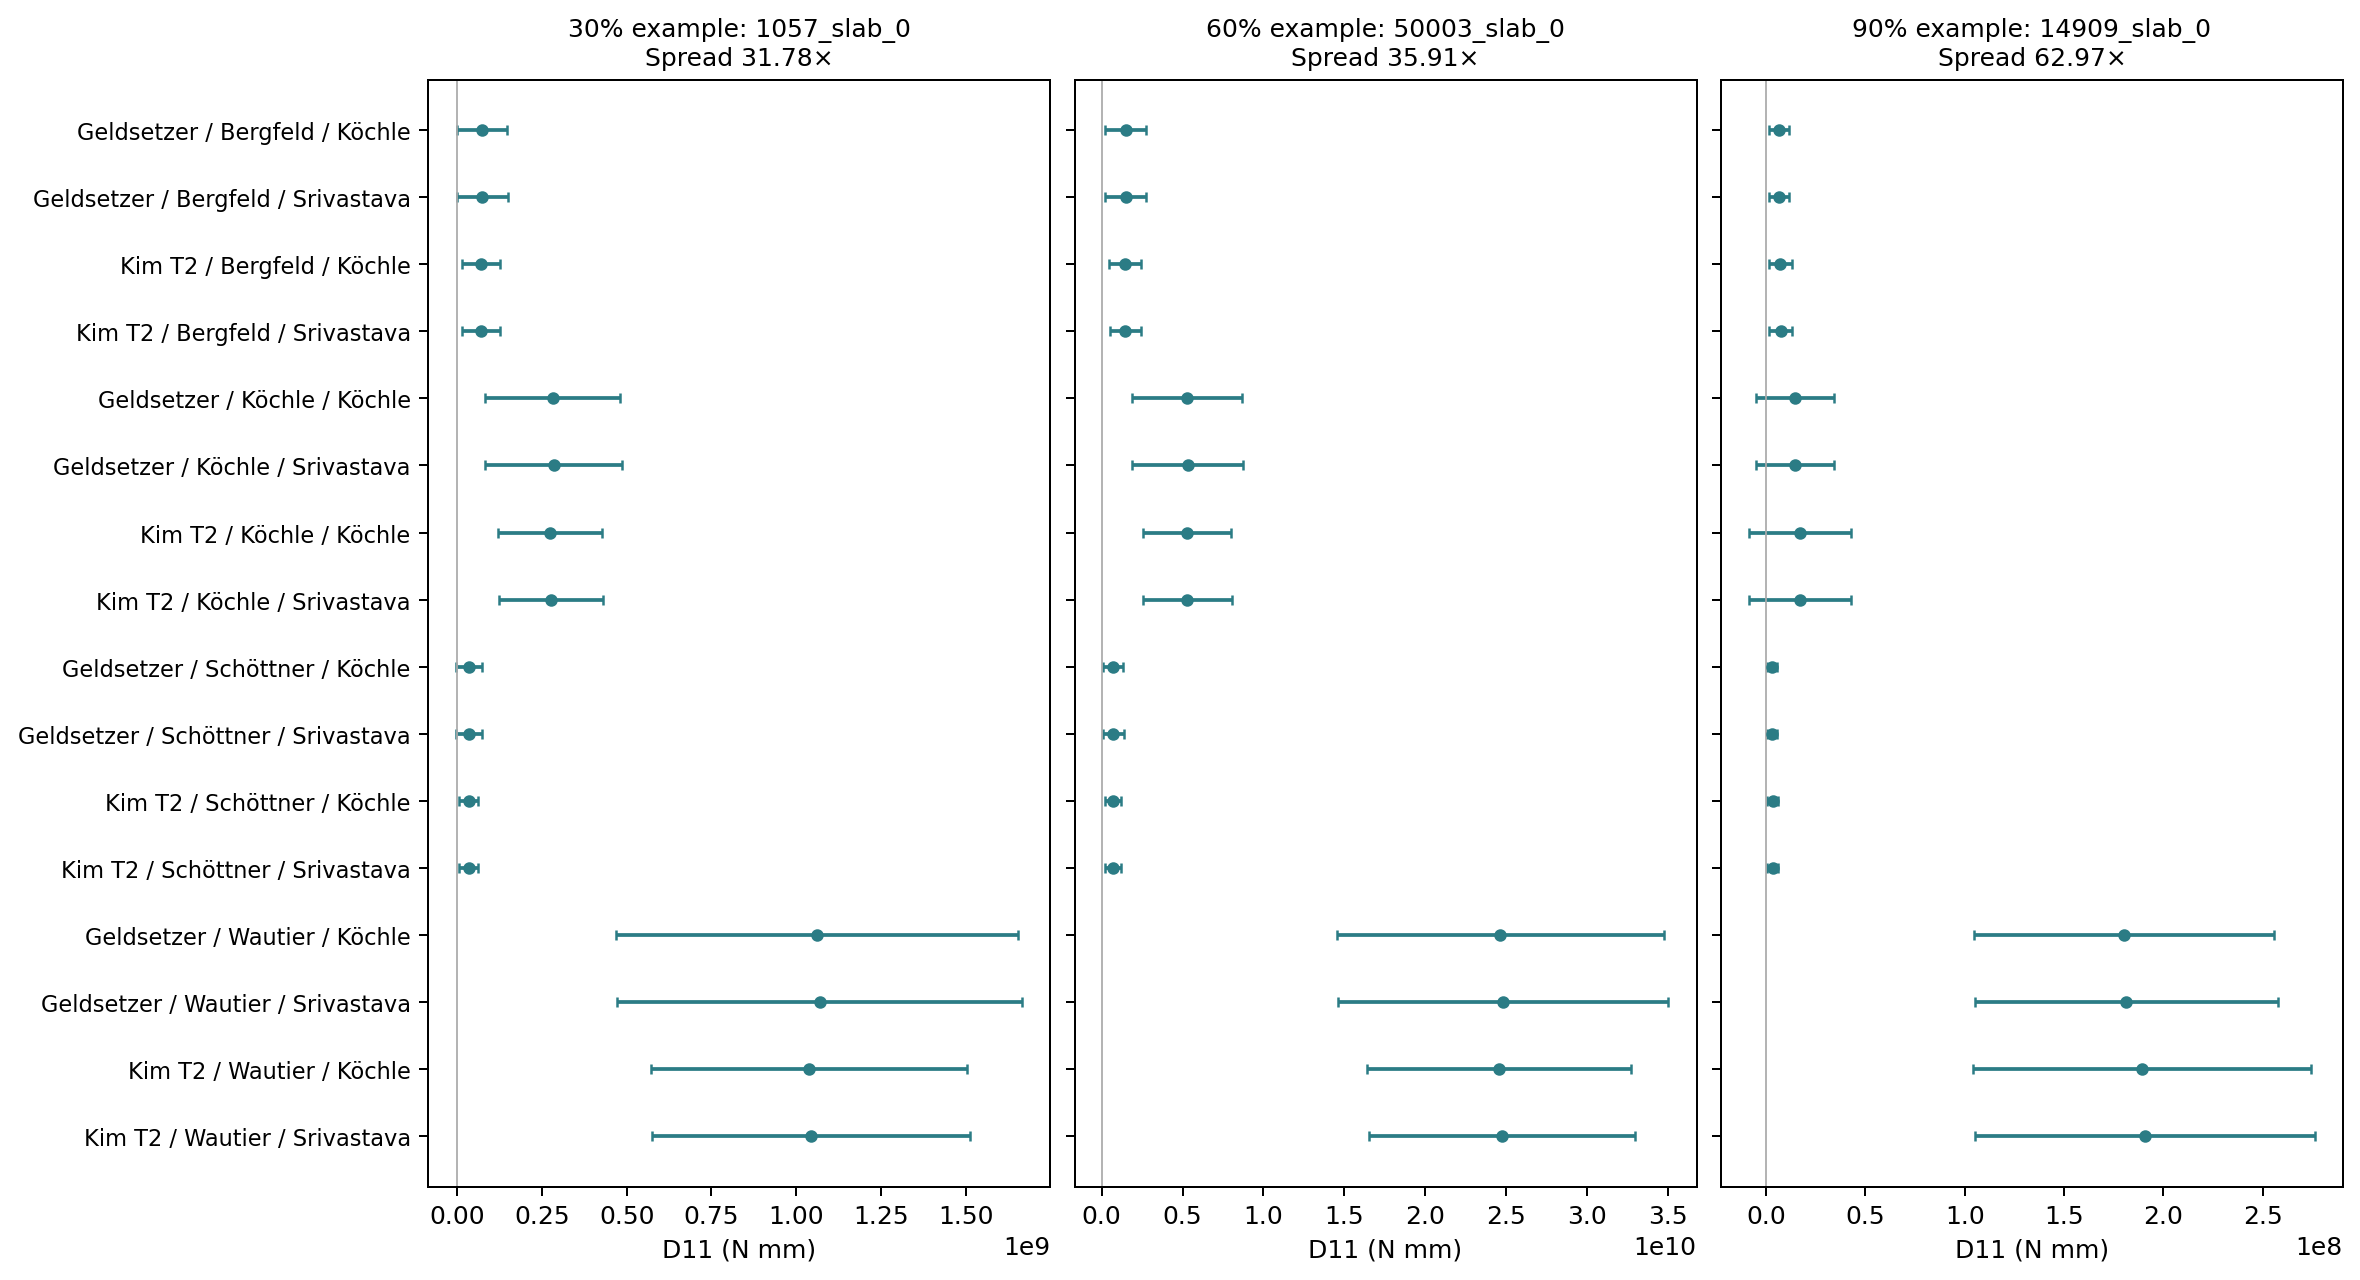 30% example: 1057_slab_0
Spread 31.78×
60% example: 50003_slab_0
Spread 35.91×
90% example: 14909_slab_0
Spread 62.97×
Geldsetzer / Bergfeld / Köchle
Geldsetzer / Bergfeld / Srivastava
Kim T2 / Bergfeld / Köchle
Kim T2 / Bergfeld / Srivastava
Geldsetzer / Köchle / Köchle
Geldsetzer / Köchle / Srivastava
Kim T2 / Köchle / Köchle
Kim T2 / Köchle / Srivastava
Geldsetzer / Schöttner / Köchle
Geldsetzer / Schöttner / Srivastava
Kim T2 / Schöttner / Köchle
Kim T2 / Schöttner / Srivastava
Geldsetzer / Wautier / Köchle
Geldsetzer / Wautier / Srivastava
Kim T2 / Wautier / Köchle
Kim T2 / Wautier / Srivastava
0.00 0.25 0.50 0.75 1.00 1.25 1.50
D11 (N mm)
1e9
0.0 0.5 1.0 1.5 2.0 2.5 3.0 3.5
D11 (N mm)
1e10
0.0 0.5 1.0 1.5 2.0 2.5
D11 (N mm)
1e8